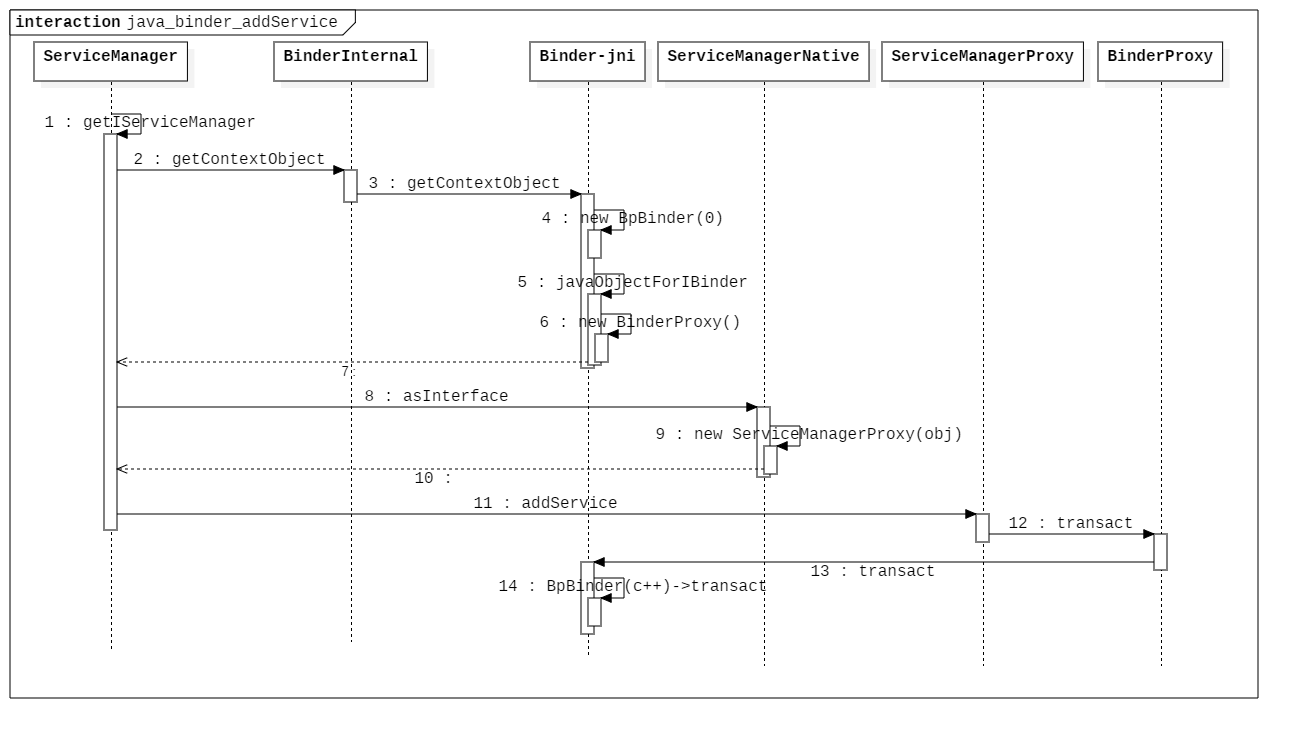 interaction java_binder_addService
ServiceManager
BinderInternal
Binder-jni
ServiceManagerNative
ServiceManagerProxy
BinderProxy
1 : getIServiceManager
2 : getContextObject
3 : getContextObject
4 : new BpBinder(0)
5 : javaObjectForIBinder
6 : new BinderProxy()
7:
8 : asInterface
9 : new ServiceManagerProxy(obj)
10 :
11 : addService
12 : transact
13 : transact
14 : BpBinder(c++)->transact